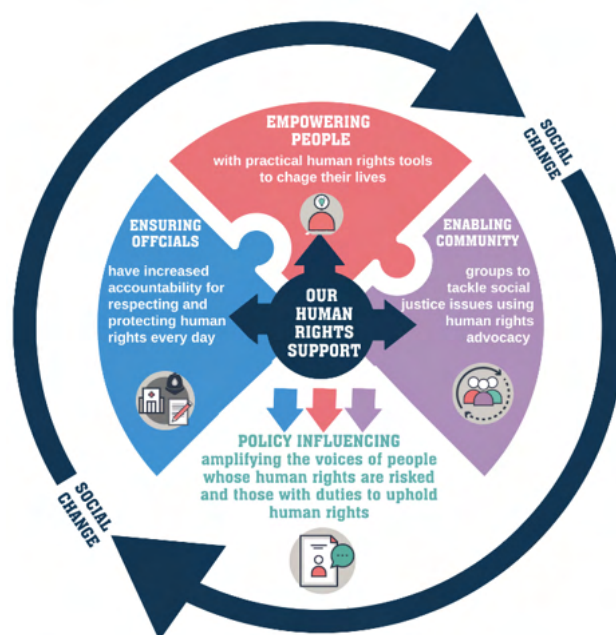 EMPOWERING
PEOPLE
with practical human rights tools
to chage their lives
SOCIAL
CHANGE
ENSURING
OFFCIALS
have increased
accountability for
respecting and
protecting human
rights every day
ENABLING
COMMUNITY
groups to
tackle social
justice issues using
human rights
advocacy
OUR
HUMAN
RIGHTS
SUPPORT
POLICY INFLUENCING
amplifying the voices of people
whose human rights are risked
and those with duties to uphold
human rights
SOCIAL
CHANGE